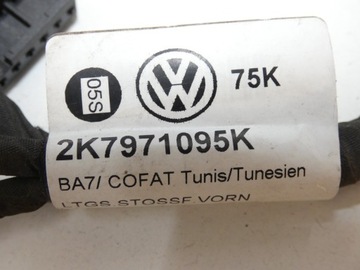 05S
75K
2K7971095K
BA7/ COFAT Tunis/Tunesien
LTGS.STOSSF.VORN